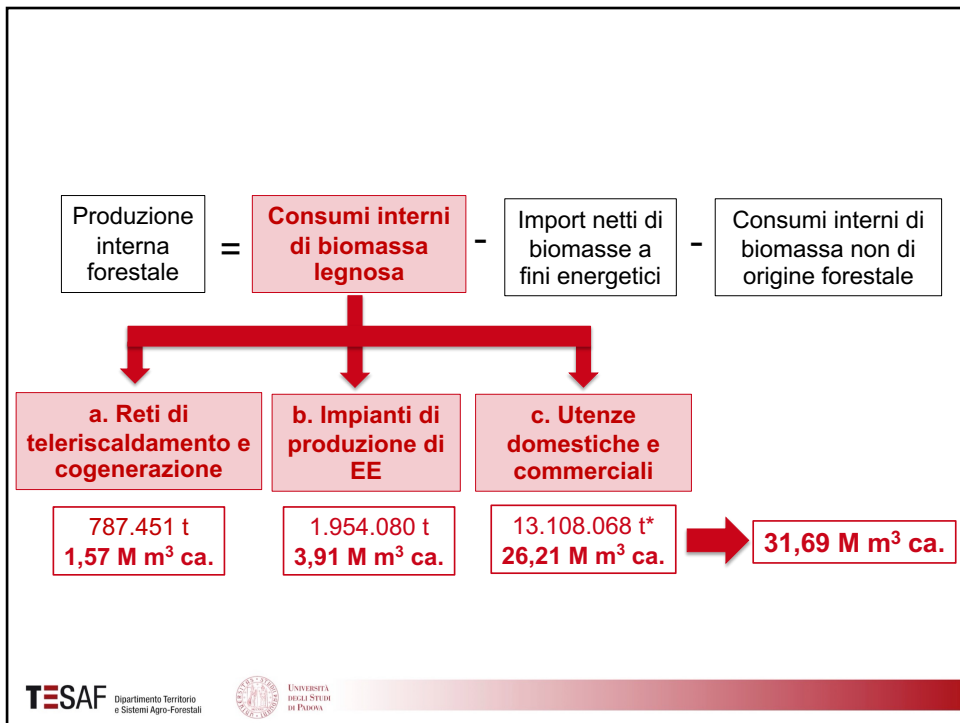 Produzione
interna
forestale
=
Consumi interni
di biomassa
legnosa
-
Import netti di
biomasse a
fini energetici
-
Consumi interni di
biomassa non di
origine forestale
a. Reti di
teleriscaldamento e
cogenerazione
b. Impianti di
produzione di
EE
c. Utenze
domestiche e
commerciali
787.451 t
1,57 M m³ ca.
1.954.080 t
3,91 M m³ ca.
13.108.068 t*
26,21 M m³ ca.
31,69 M m³ ca.
TESAF Dipartimento Territorio
e Sistemi Agro-Forestali
UNIVERSITÀ
DEGLI STUDI
DI PADOVA